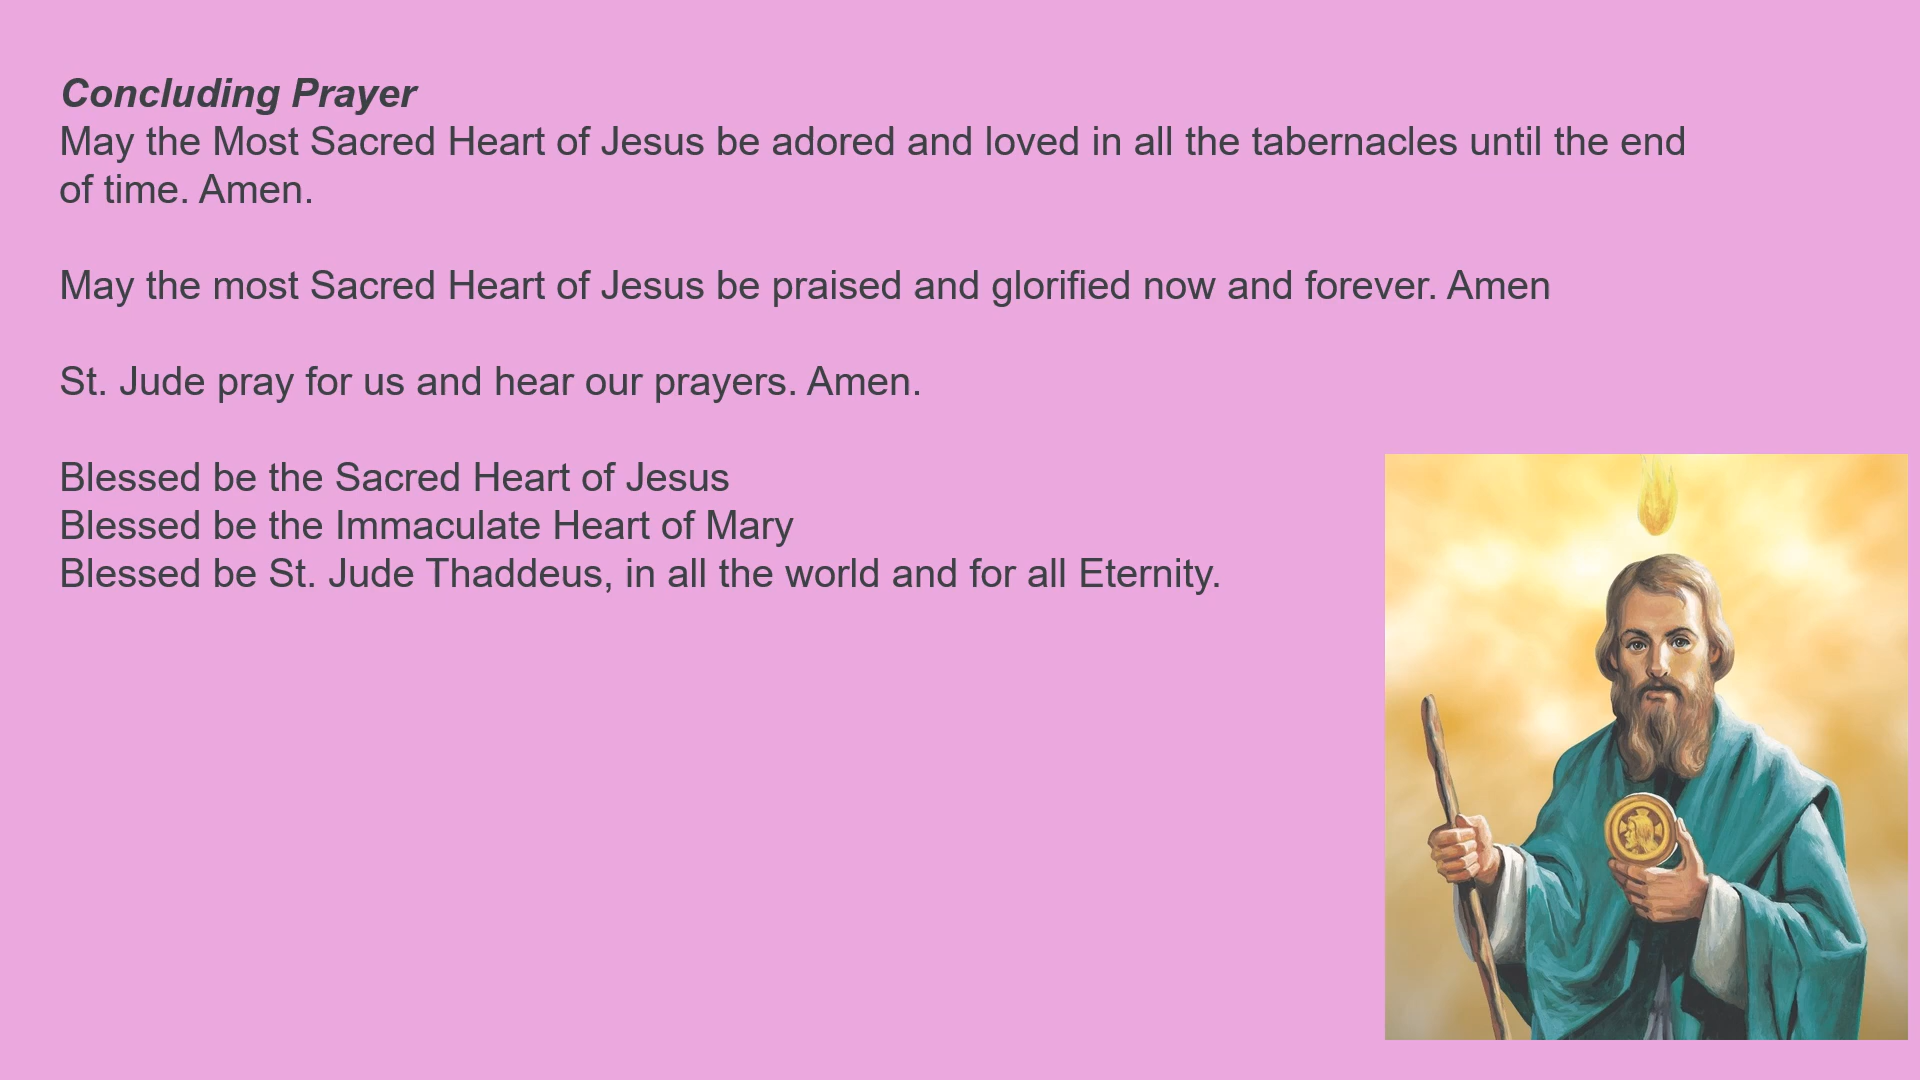 Concluding Prayer
May the Most Sacred Heart of Jesus be adored and loved in all the tabernacles until the end
of time. Amen.
May the most Sacred Heart of Jesus be praised and glorified now and forever. Amen
St. Jude pray for us and hear our prayers. Amen.
Blessed be the Sacred Heart of Jesus
Blessed be the Immaculate Heart of Mary
Blessed be St. Jude Thaddeus, in all the world and for all Eternity.